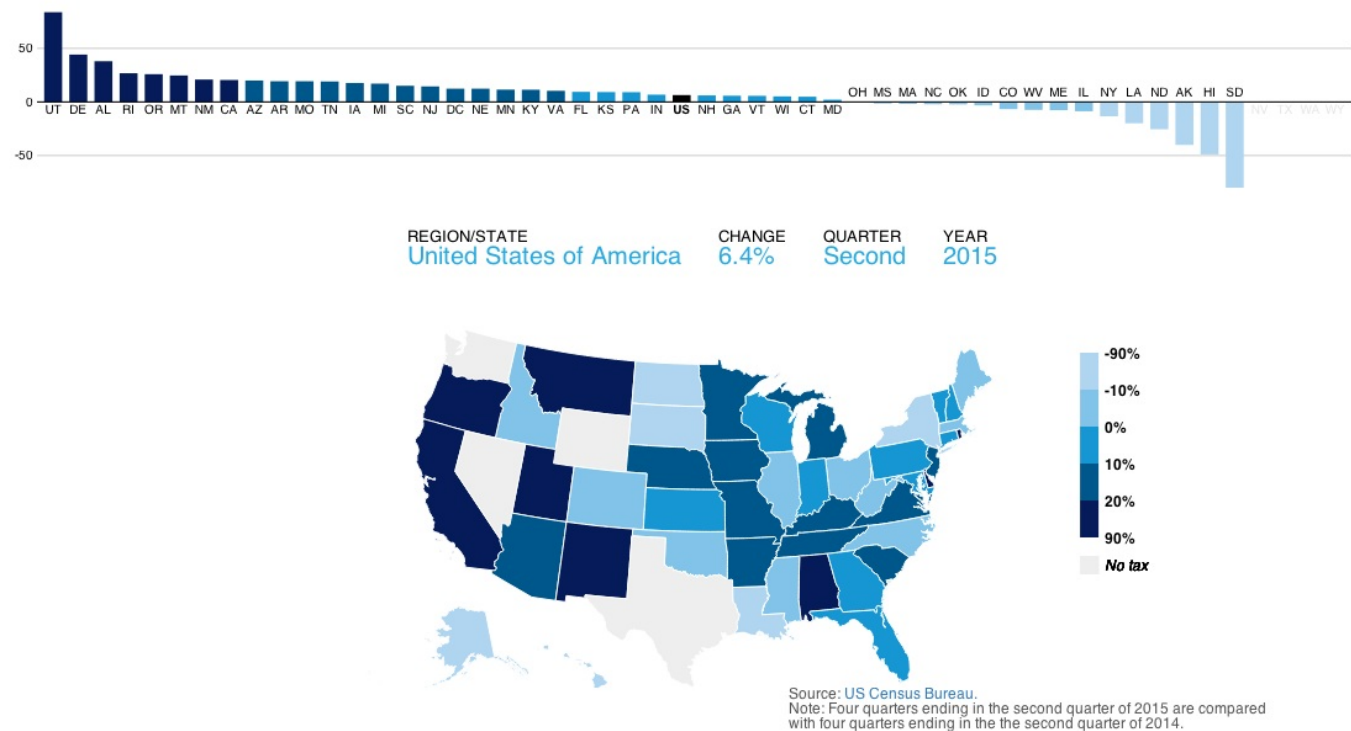 50
0
-50
UT DE AL RI OR MT NM CA AZ AR MO TN IA MI SC NJ DC NE MN KY VA FL KS PA IN US NH GA VT WI CT MD OH MS MA NC OK ID CO WV ME IL NY LA ND AK HI SD NV TX WA WY
REGION/STATE CHANGE QUARTER YEAR
United States of America 6.4% Second 2015
-90%
-10%
0%
10%
20%
90%
No tax
Source: US Census Bureau.
Note: Four quarters ending in the second quarter of 2015 are compared
with four quarters ending in the the second quarter of 2014.